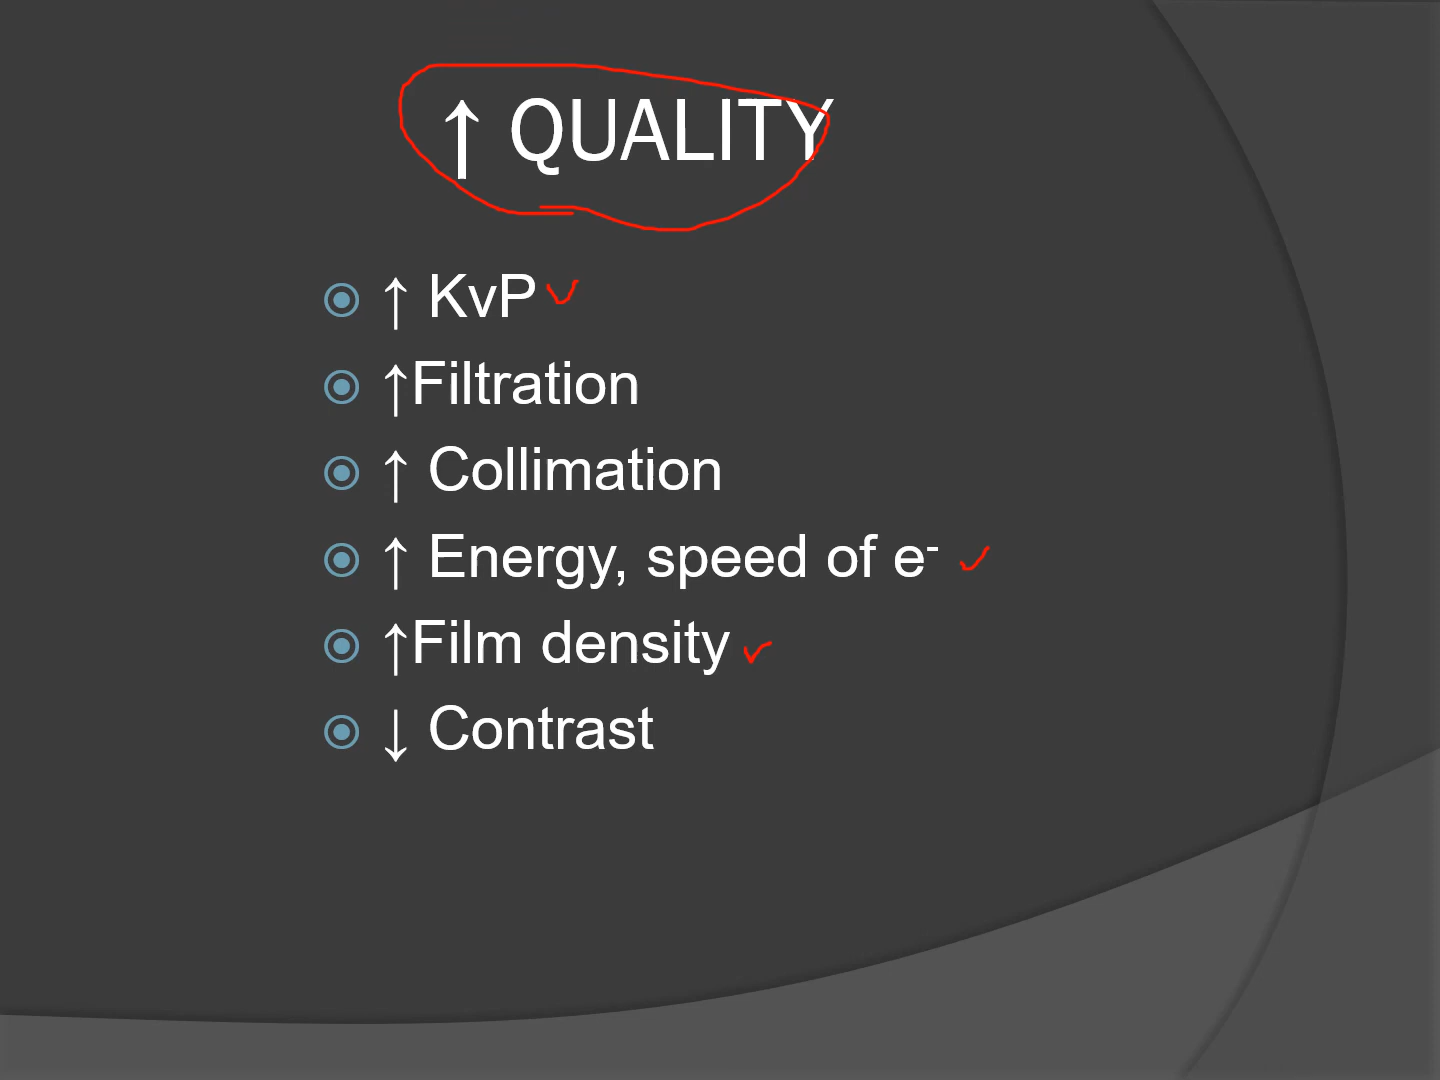 ↑ QUALITY
↑ KvP
↑Filtration
↑ Collimation
↑ Energy, speed of e⁻
↑Film density
↓ Contrast